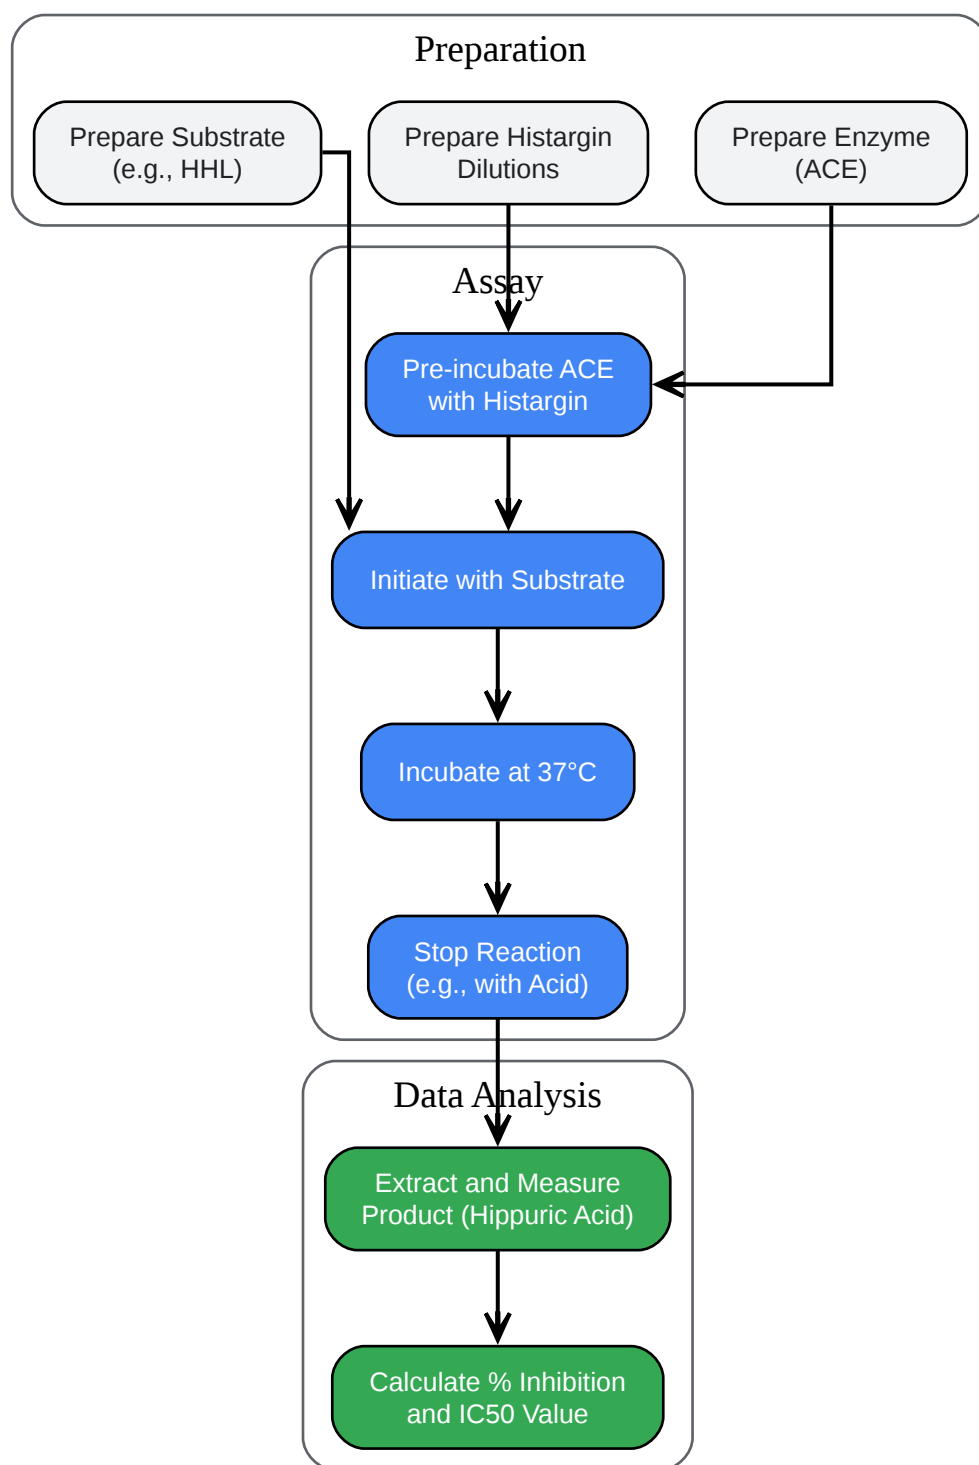 Preparation
Prepare Substrate
(e.g., HHL)
Prepare Histargin
Dilutions
Prepare Enzyme
(ACE)
Assay
Pre-incubate ACE
with Histargin
Initiate with Substrate
Incubate at 37°C
Stop Reaction
(e.g., with Acid)
Data Analysis
Extract and Measure
Product (Hippuric Acid)
Calculate % Inhibition
and IC50 Value